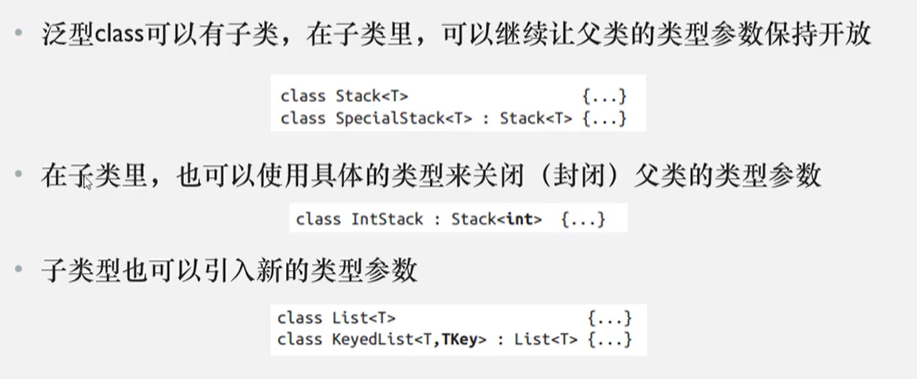 • 泛型class可以有子类，在子类里，可以继续让父类的类型参数保持开放
class Stack<T> {...}
class SpecialStack<T> : Stack<T> {...}
• 在子类里，也可以使用具体的类型来关闭（封闭）父类的类型参数
class IntStack : Stack<int> {...}
• 子类型也可以引入新的类型参数
class List<T> {...}
class KeyedList<T,TKey> : List<T> {...}